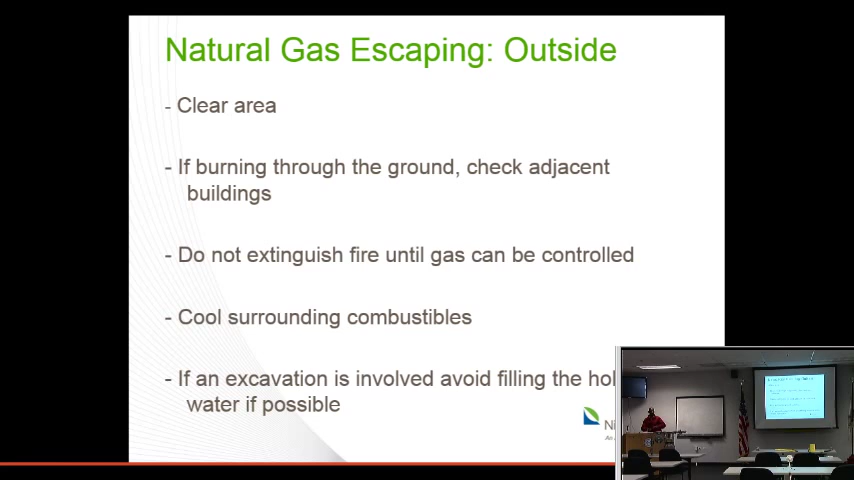 Natural Gas Escaping: Outside
- Clear area
- If burning through the ground, check adjacent
buildings
- Do not extinguish fire until gas can be controlled
- Cool surrounding combustibles
- If an excavation is involved avoid filling the
water if possible